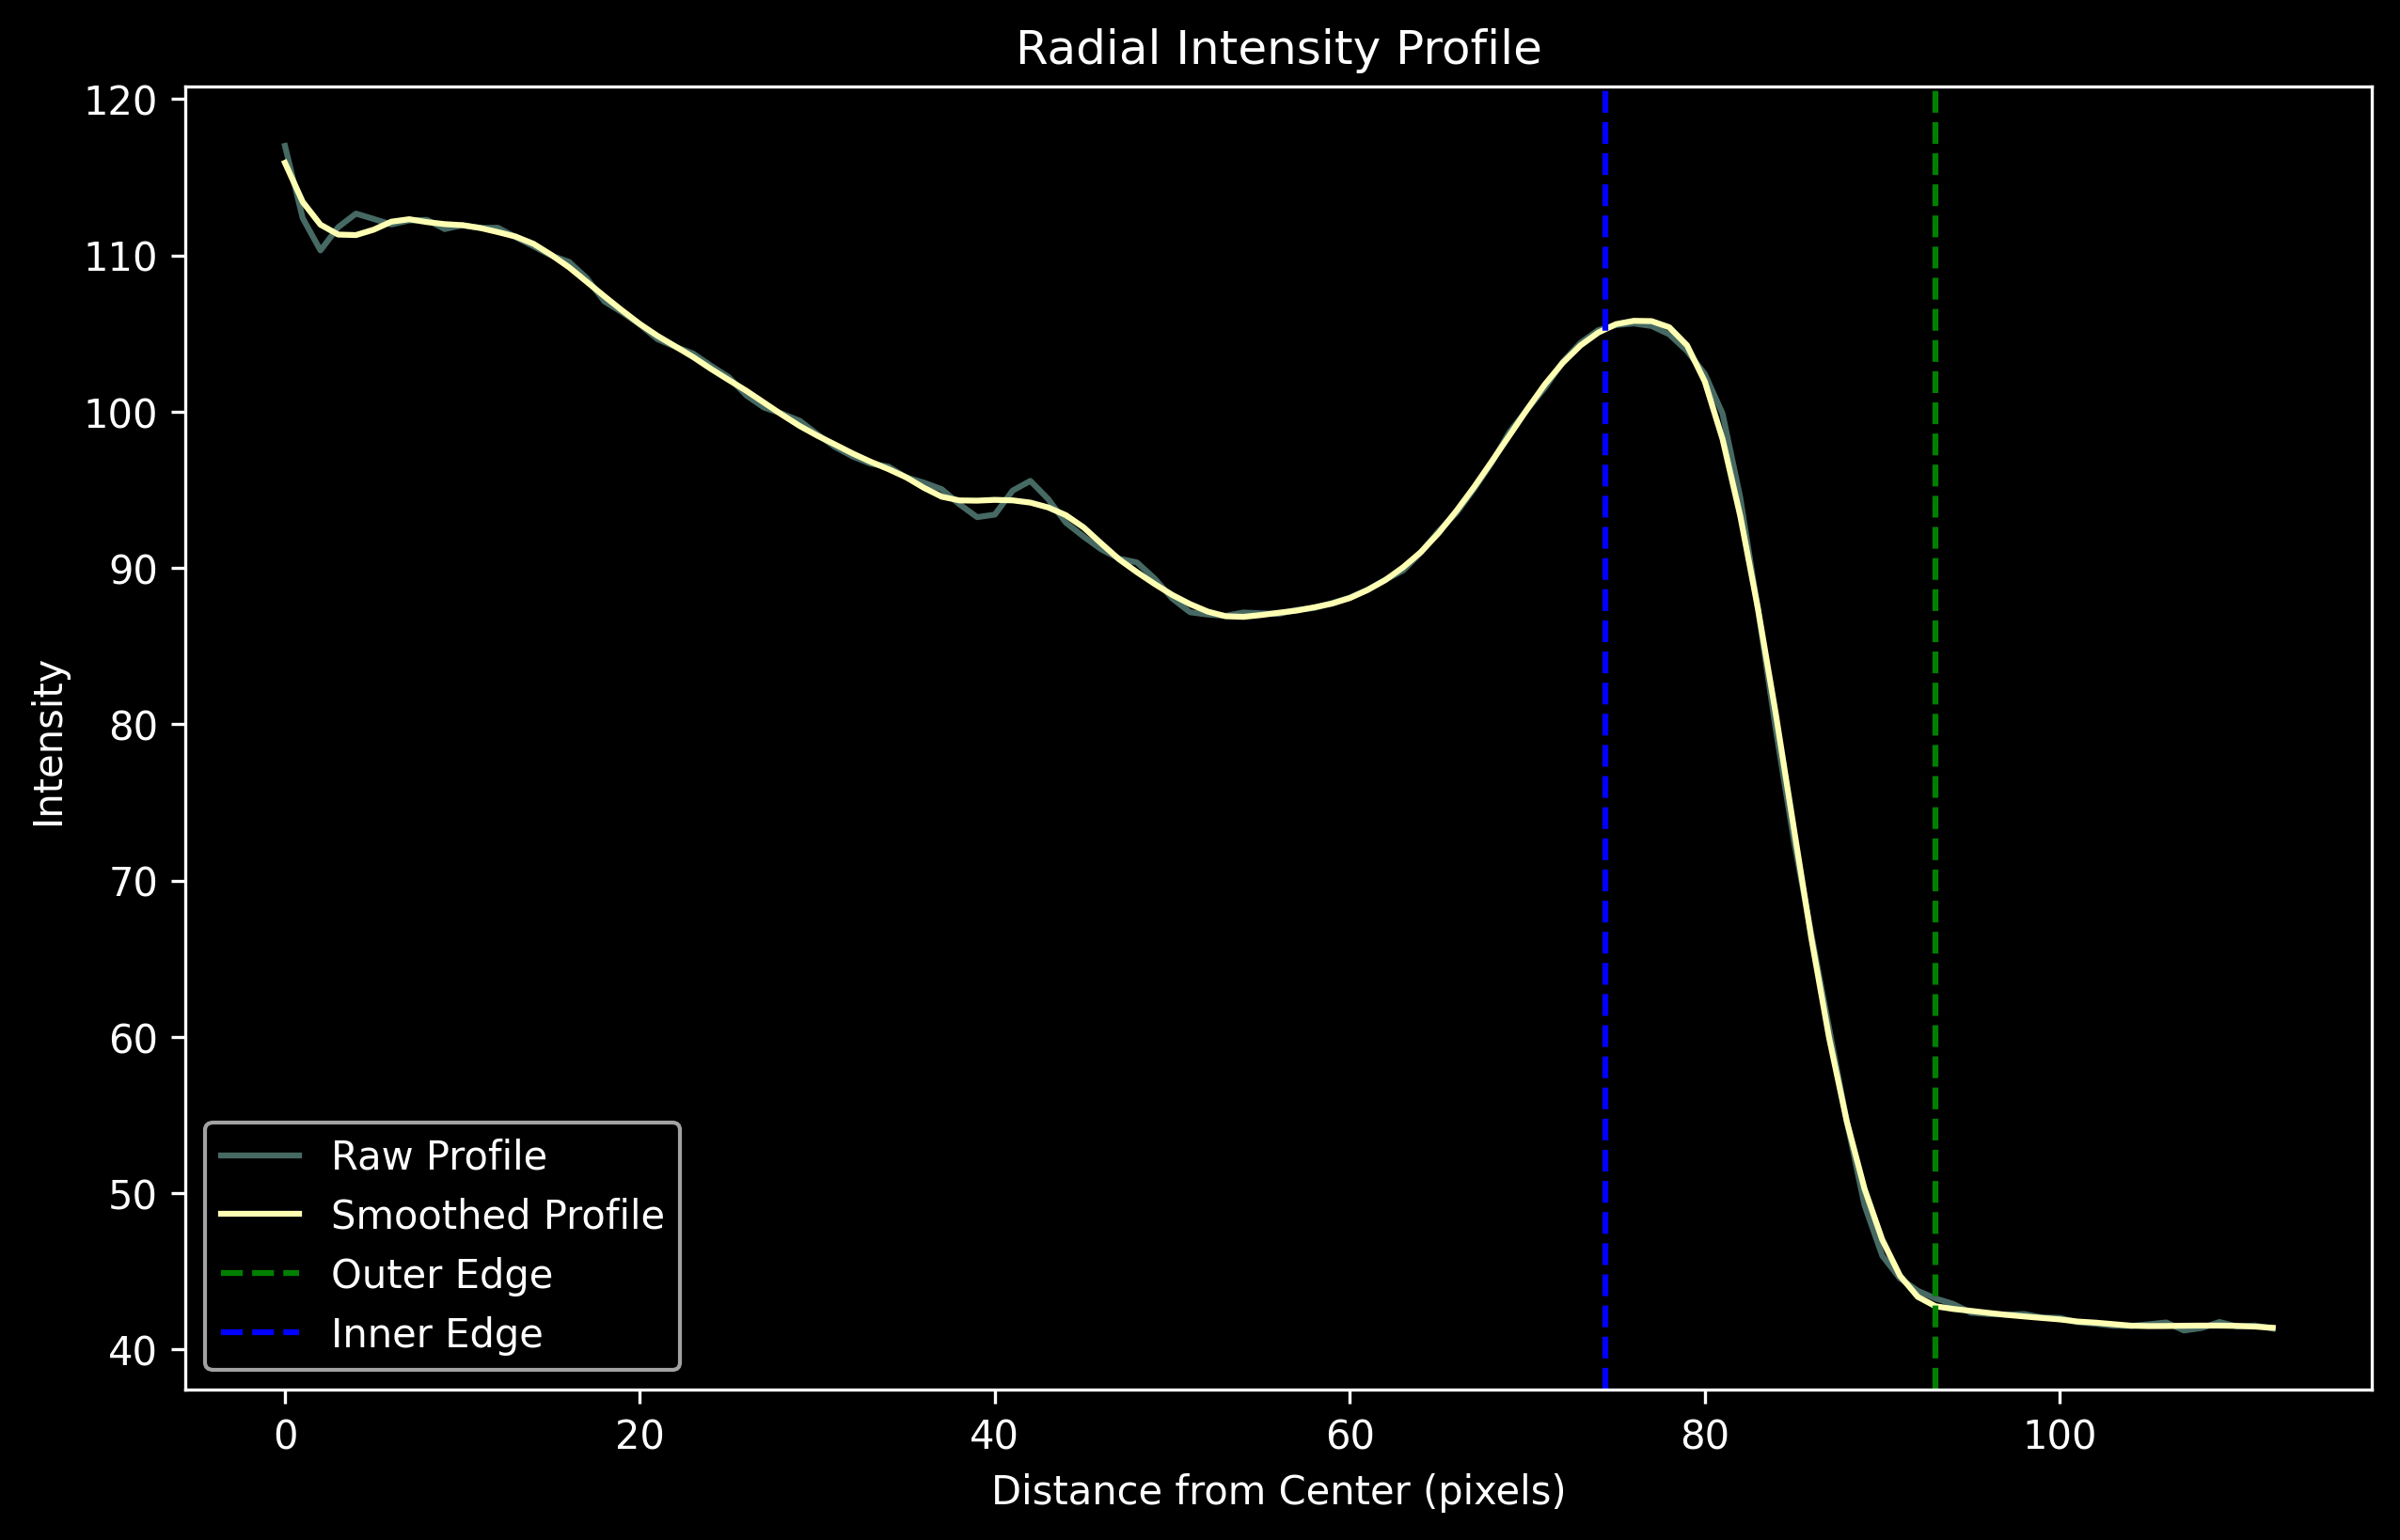 Radial Intensity Profile
120
110
100
90
80
70
60
50
40
Intensity
Raw Profile
Smoothed Profile
Outer Edge
Inner Edge
0 20 40 60 80 100
Distance from Center (pixels)